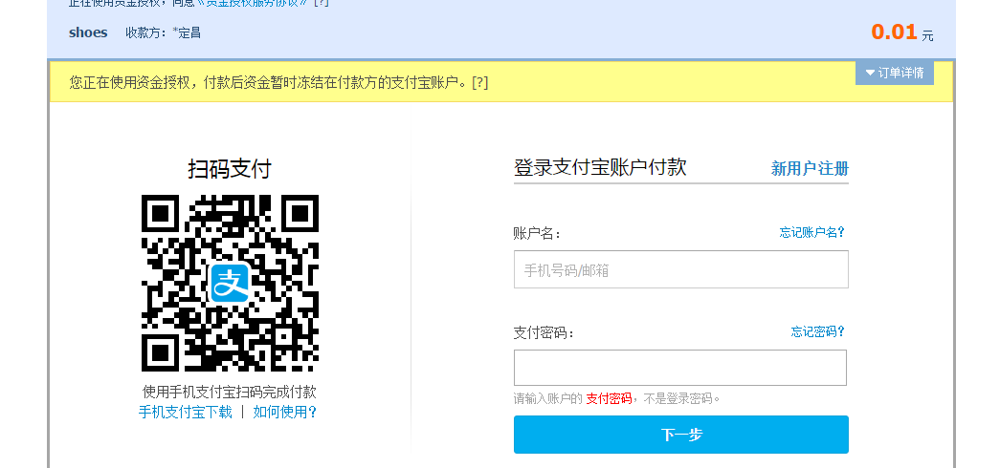 正在使用资金授权，同意《资金授权服务协议》 [?]
shoes 收款方：*定昌
0.01 元
订单详情
您正在使用资金授权，付款后资金暂时冻结在付款方的支付宝账户。[?]
扫码支付
支
使用手机支付宝扫码完成付款
手机支付宝下载 | 如何使用?
登录支付宝账户付款 新用户注册
账户名： 忘记账户名?
手机号码/邮箱
支付密码： 忘记密码?
请输入账户的 支付密码，不是登录密码。
下一步